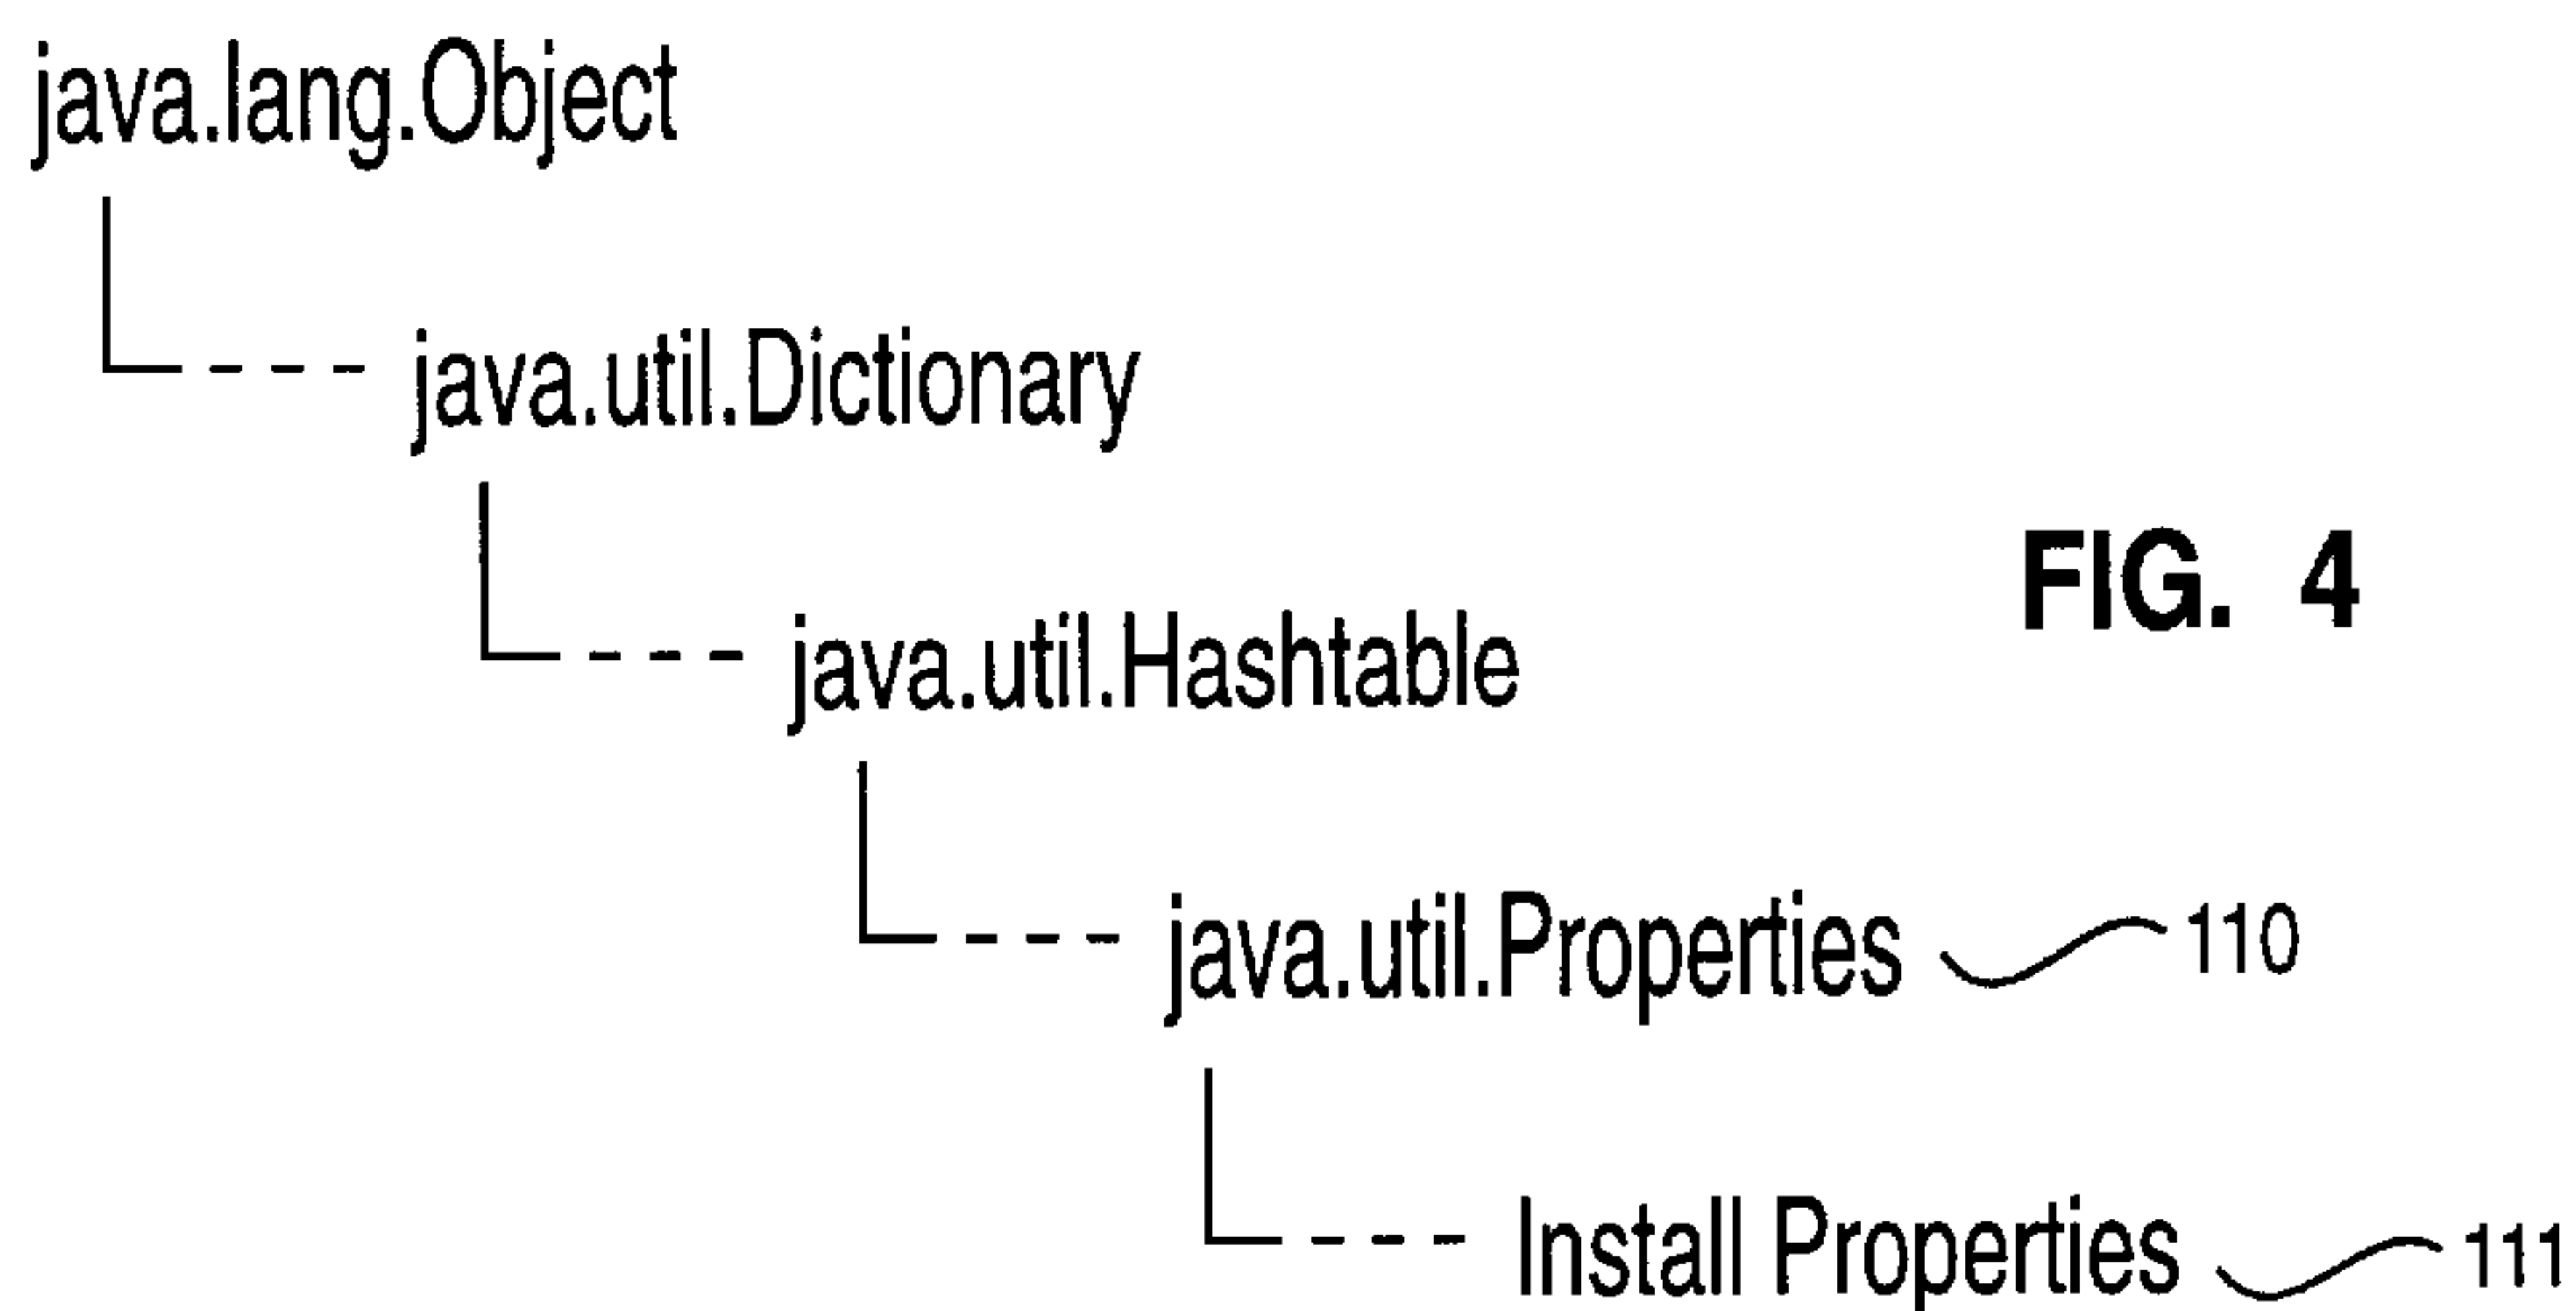 java.lang.Object
java.util.Dictionary
java.util.Hashtable
FIG. 4
java.util.Properties 110
Install Properties 111